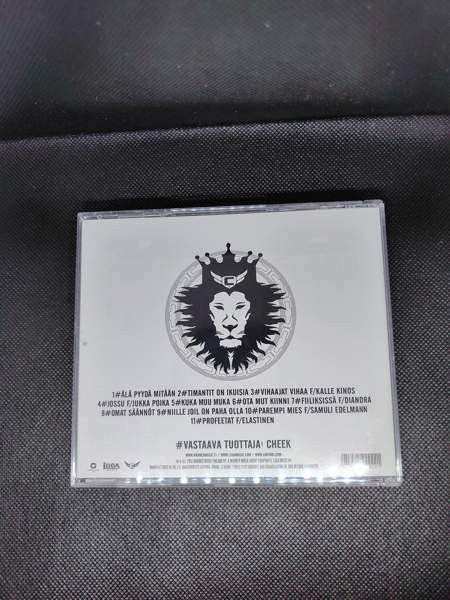 C
1#ÄLÄ PYYDÄ MITÄÄN 2#TIMANTIT ON IKUISIA 3#VIHAAJAT VIHAA F/KALLE KINOS
4#JOSSU F/JUKKA POIKA 5#KUKA MUU MUKA 6#OTA MUT KIINNI 7#FIILIKSISSÄ F/DIANDRA
8#OMAT SÄÄNNÖT 9#NIILLE JOIL ON PAHA OLLA 10#PAREMPI MIES F/SAMULI EDELMANN
11#PROFEETAT F/ELASTINEN
#VASTAAVA TUOTTAJA: CHEEK